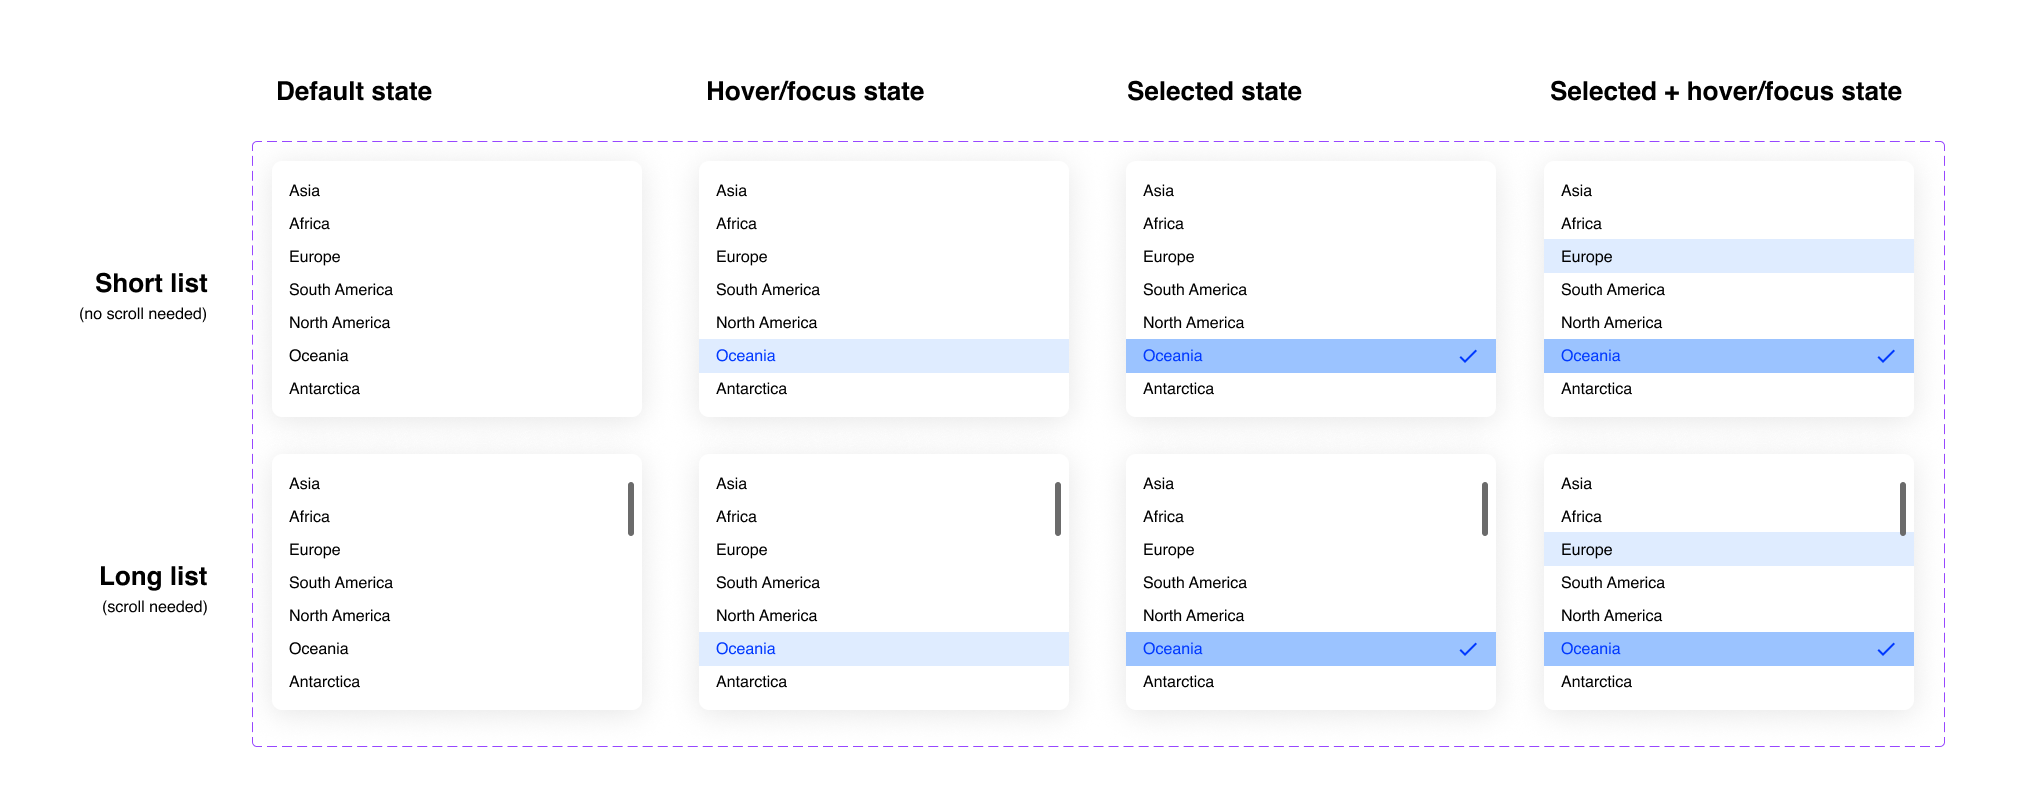 Default state
Hover/focus state
Selected state
Selected + hover/focus state
Short list
(no scroll needed)
Asia
Africa
Europe
South America
North America
Oceania
Antarctica
Asia
Africa
Europe
South America
North America
Oceania
Antarctica
Asia
Africa
Europe
South America
North America
Oceania
Antarctica
Asia
Africa
Europe
South America
North America
Oceania
Antarctica
Long list
(scroll needed)
Asia
Africa
Europe
South America
North America
Oceania
Antarctica
Asia
Africa
Europe
South America
North America
Oceania
Antarctica
Asia
Africa
Europe
South America
North America
Oceania
Antarctica
Asia
Africa
Europe
South America
North America
Oceania
Antarctica